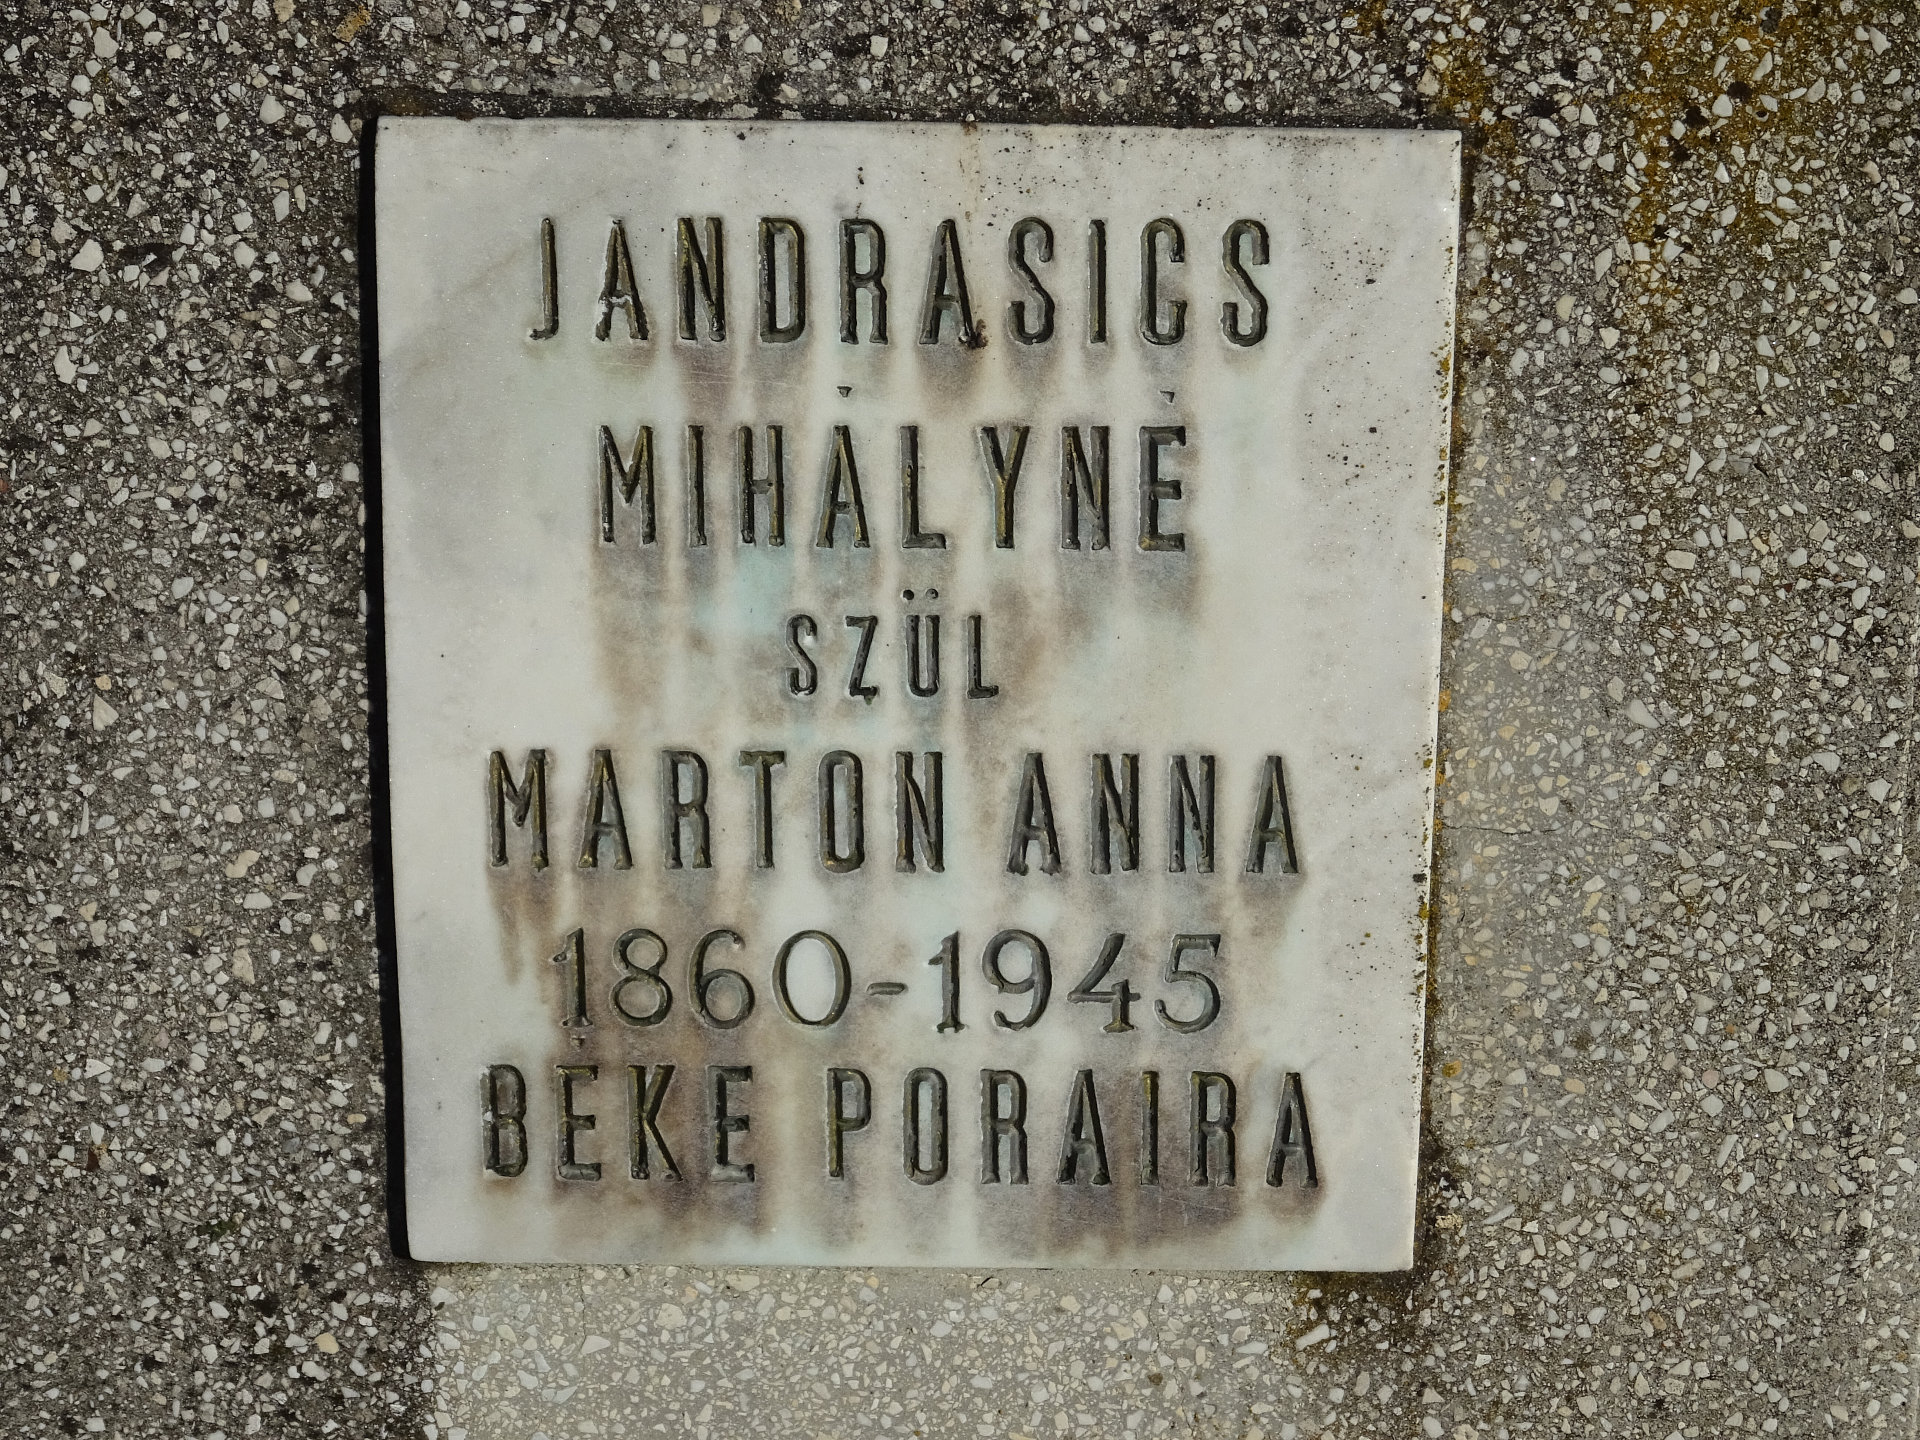 JANDRASICS
MIHÁLYNÉ
SZÜL
MARTON ANNA
1860-1945
BÉKE PORAIRA